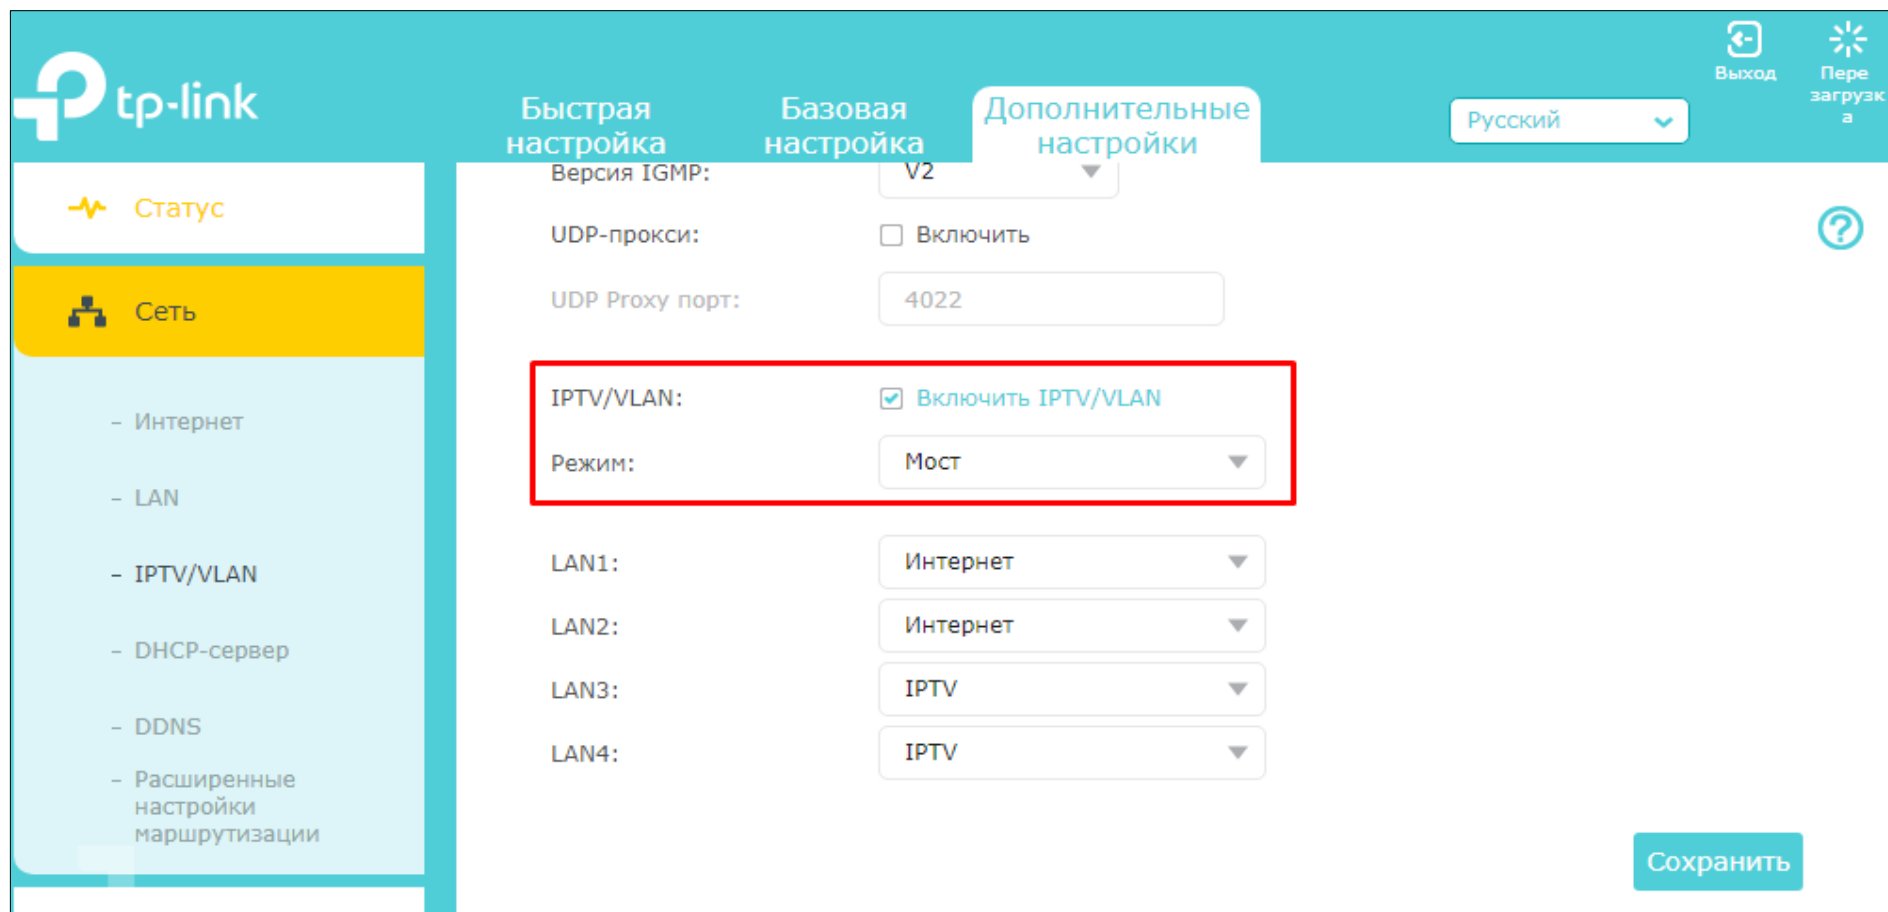 tp-link
Быстрая
настройка
Базовая
настройка
Дополнительные
настройки
Русский
Выход
Пере
загрузк
а
Статус
Сеть
– Интернет
– LAN
– IPTV/VLAN
– DHCP-сервер
– DDNS
– Расширенные
настройки
маршрутизации
Версия IGMP: V2
UDP-прокси: Включить
UDP Proxy порт: 4022
IPTV/VLAN: Включить IPTV/VLAN
Режим: Мост
LAN1: Интернет
LAN2: Интернет
LAN3: IPTV
LAN4: IPTV
Сохранить